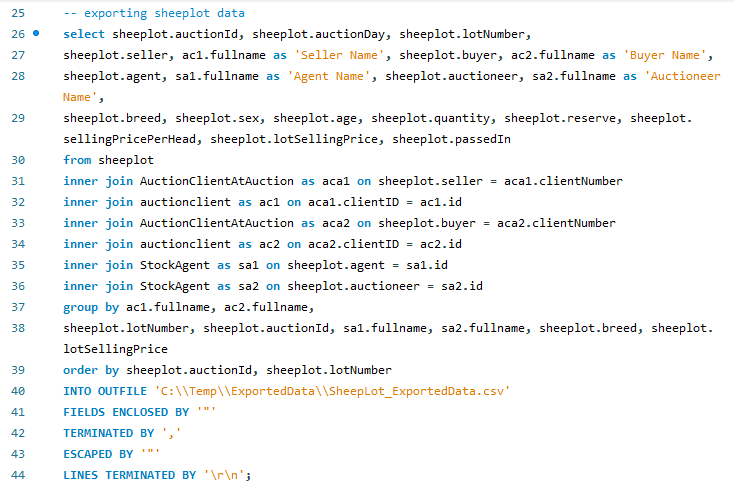 25 -- exporting sheeplot data
26 select sheeplot.auctionId, sheeplot.auctionDay, sheeplot.lotNumber,
27 sheeplot.seller, ac1.fullname as 'Seller Name', sheeplot.buyer, ac2.fullname as 'Buyer Name',
28 sheeplot.agent, sa1.fullname as 'Agent Name', sheeplot.auctioneer, sa2.fullname as 'Auctioneer
Name',
29 sheeplot.breed, sheeplot.sex, sheeplot.age, sheeplot.quantity, sheeplot.reserve, sheeplot.
sellingPricePerHead, sheeplot.lotSellingPrice, sheeplot.passedIn
30 from sheeplot
31 inner join AuctionClientAtAuction as aca1 on sheeplot.seller = aca1.clientNumber
32 inner join auctionclient as ac1 on aca1.clientID = ac1.id
33 inner join AuctionClientAtAuction as aca2 on sheeplot.buyer = aca2.clientNumber
34 inner join auctionclient as ac2 on aca2.clientID = ac2.id
35 inner join StockAgent as sa1 on sheeplot.agent = sa1.id
36 inner join StockAgent as sa2 on sheeplot.auctioneer = sa2.id
37 group by ac1.fullname, ac2.fullname,
38 sheeplot.lotNumber, sheeplot.auctionId, sa1.fullname, sa2.fullname, sheeplot.breed, sheeplot.
lotSellingPrice
39 order by sheeplot.auctionId, sheeplot.lotNumber
40 INTO OUTFILE 'C:\\Temp\\ExportedData\\SheepLot_ExportedData.csv'
41 FIELDS ENCLOSED BY '"'
42 TERMINATED BY ','
43 ESCAPED BY '"'
44 LINES TERMINATED BY '\r\n';